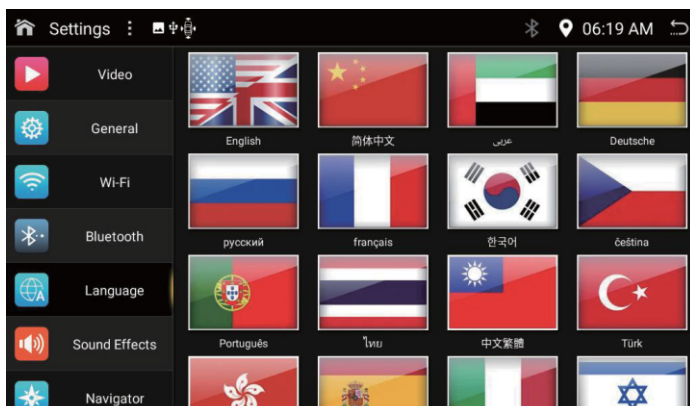 Settings
06:19 AM
Video
General
Wi-Fi
Bluetooth
Language
Sound Effects
Navigator
English
简体中文
عربى
Deutsche
русский
français
한국어
čeština
Português
ไทย
中文繁體
Türk